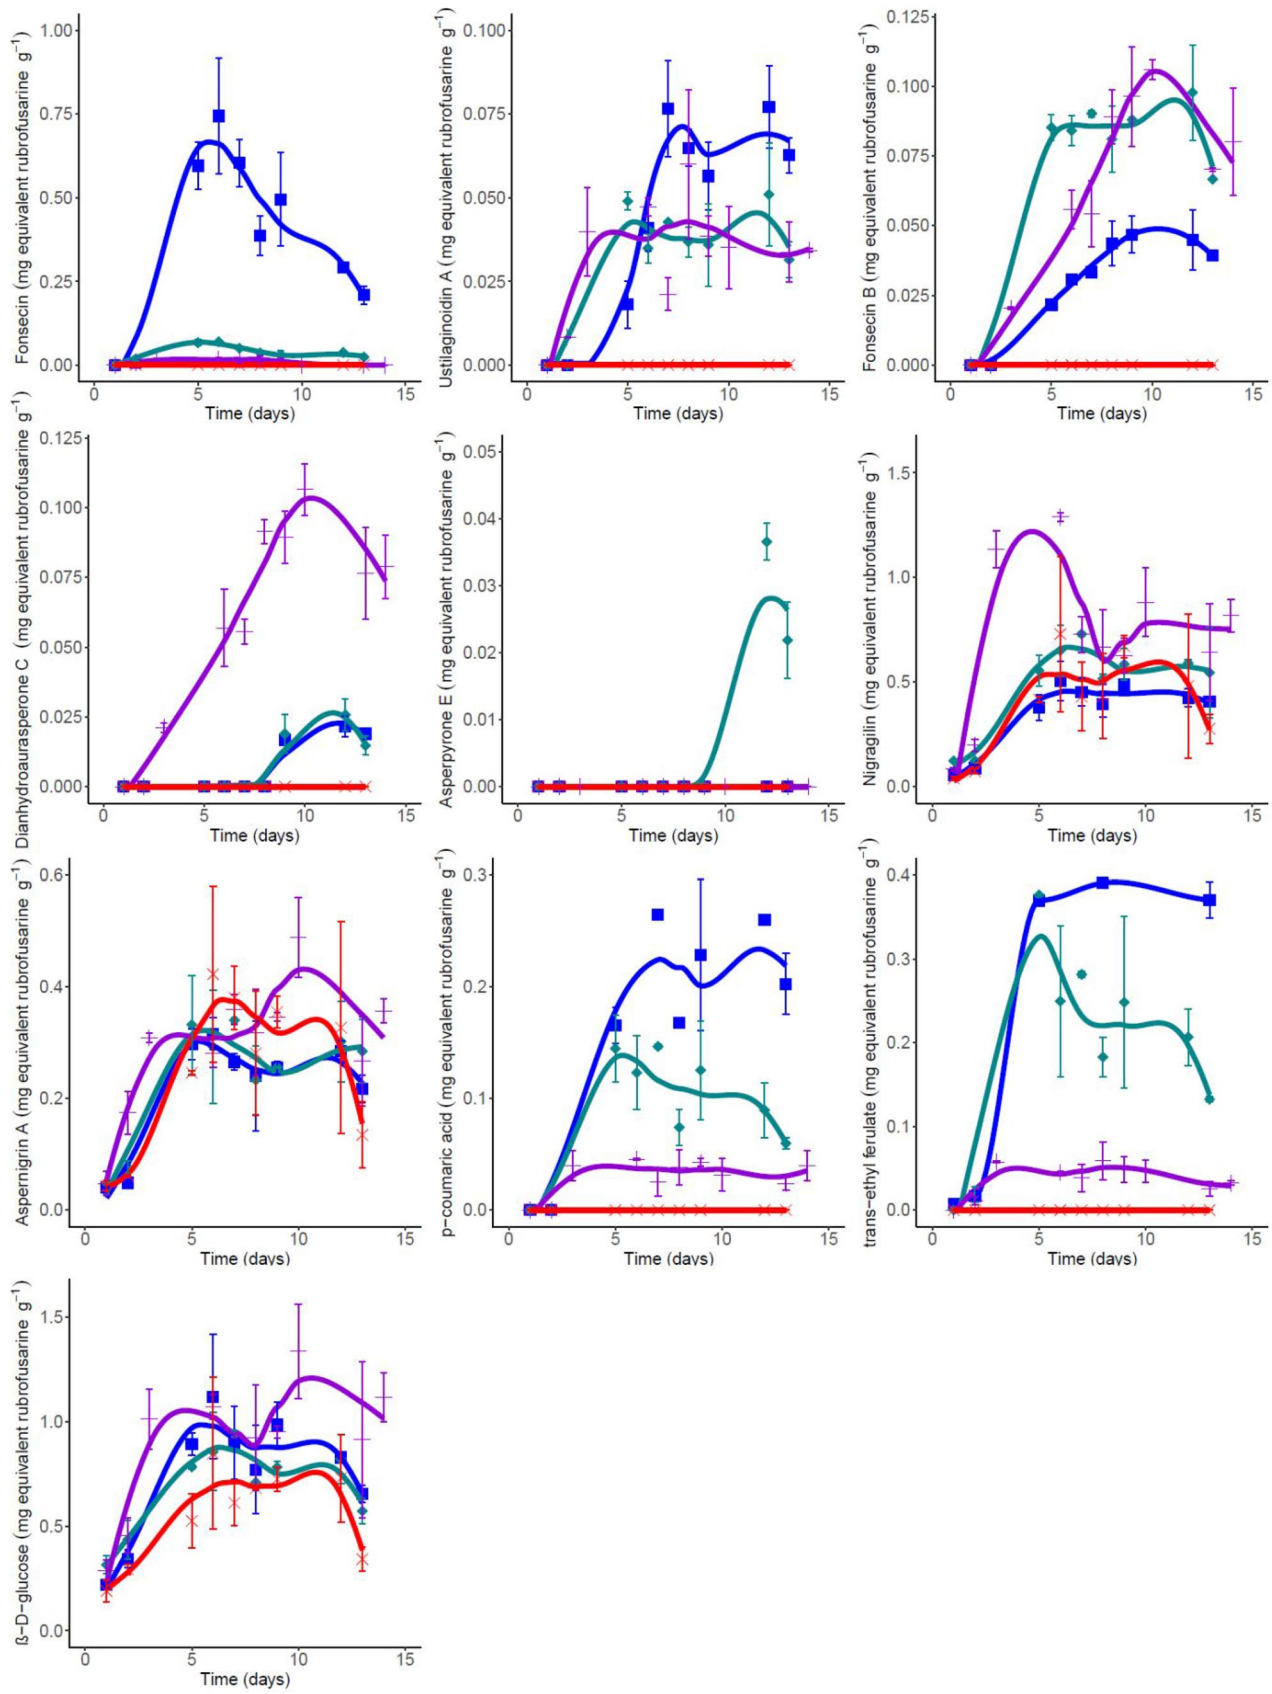 Fonsecin (mg equivalent rubrofusarine g⁻¹)
1.00
0.75
0.50
0.25
0.00
0 5 10 15
Time (days)
Ustilaginoidin A (mg equivalent rubrofusarine g⁻¹)
0.100
0.075
0.050
0.025
0.000
0 5 10 15
Time (days)
Fonsecin B (mg equivalent rubrofusarine g⁻¹)
0.125
0.100
0.075
0.050
0.025
0.000
0 5 10 15
Time (days)
Dianhydroaurasperone C (mg equivalent rubrofusarine g⁻¹)
0.125
0.100
0.075
0.050
0.025
0.000
0 5 10 15
Time (days)
Asperpyrone E (mg equivalent rubrofusarine g⁻¹)
0.05
0.04
0.03
0.02
0.01
0.00
0 5 10 15
Time (days)
Nigragilin (mg equivalent rubrofusarine g⁻¹)
1.5
1.0
0.5
0.0
0 5 10 15
Time (days)
Aspernigrin A (mg equivalent rubrofusarine g⁻¹)
0.6
0.4
0.2
0.0
0 5 10 15
Time (days)
p−coumaric acid (mg equivalent rubrofusarine g⁻¹)
0.3
0.2
0.1
0.0
0 5 10 15
Time (days)
trans−ethyl ferulate (mg equivalent rubrofusarine g⁻¹)
0.4
0.3
0.2
0.1
0.0
0 5 10 15
Time (days)
ß−D−glucose (mg equivalent rubrofusarine g⁻¹)
1.5
1.0
0.5
0.0
0 5 10 15
Time (days)